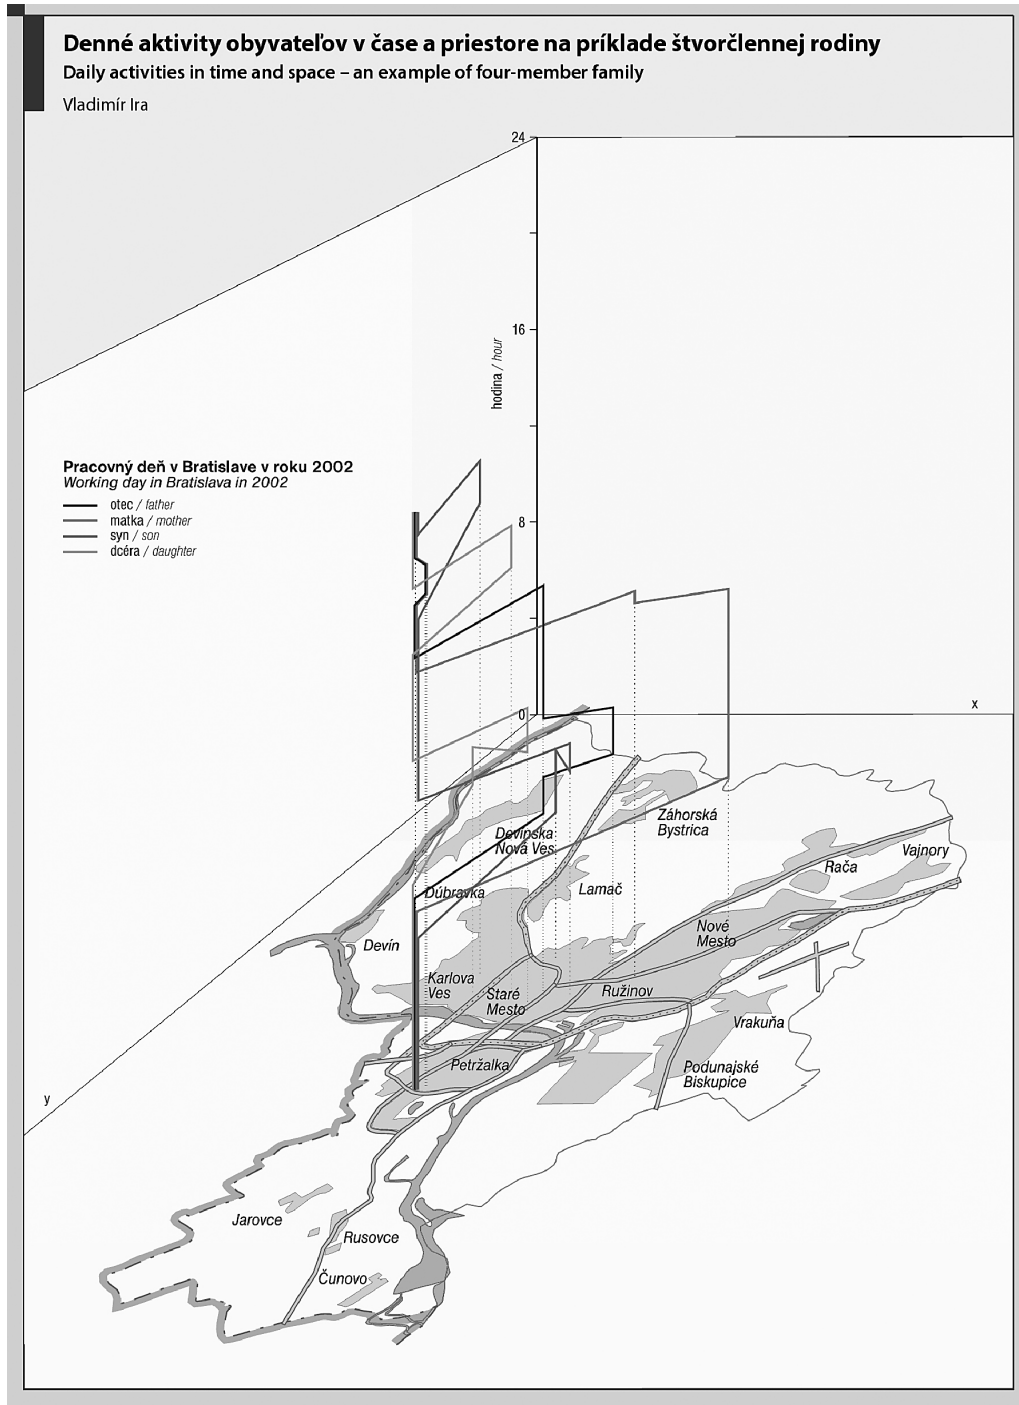 Denné aktivity obyvateľov v čase a priestore na príklade štvorčlennej rodiny
Daily activities in time and space – an example of four-member family
Vladimír Ira
24
16
hodina / hour
8
0
x
y
Pracovný deň v Bratislave v roku 2002
Working day in Bratislava in 2002
otec / father
matka / mother
syn / son
dcéra / daughter
Záhorská
Bystrica
Devínska
Nová Ves
Vajnory
Rača
Lamač
Dúbravka
Nové
Mesto
Devín
Karlova
Ves
Staré
Mesto
Ružinov
Vrakuňa
Petržalka
Podunajské
Biskupice
Jarovce
Rusovce
Čunovo